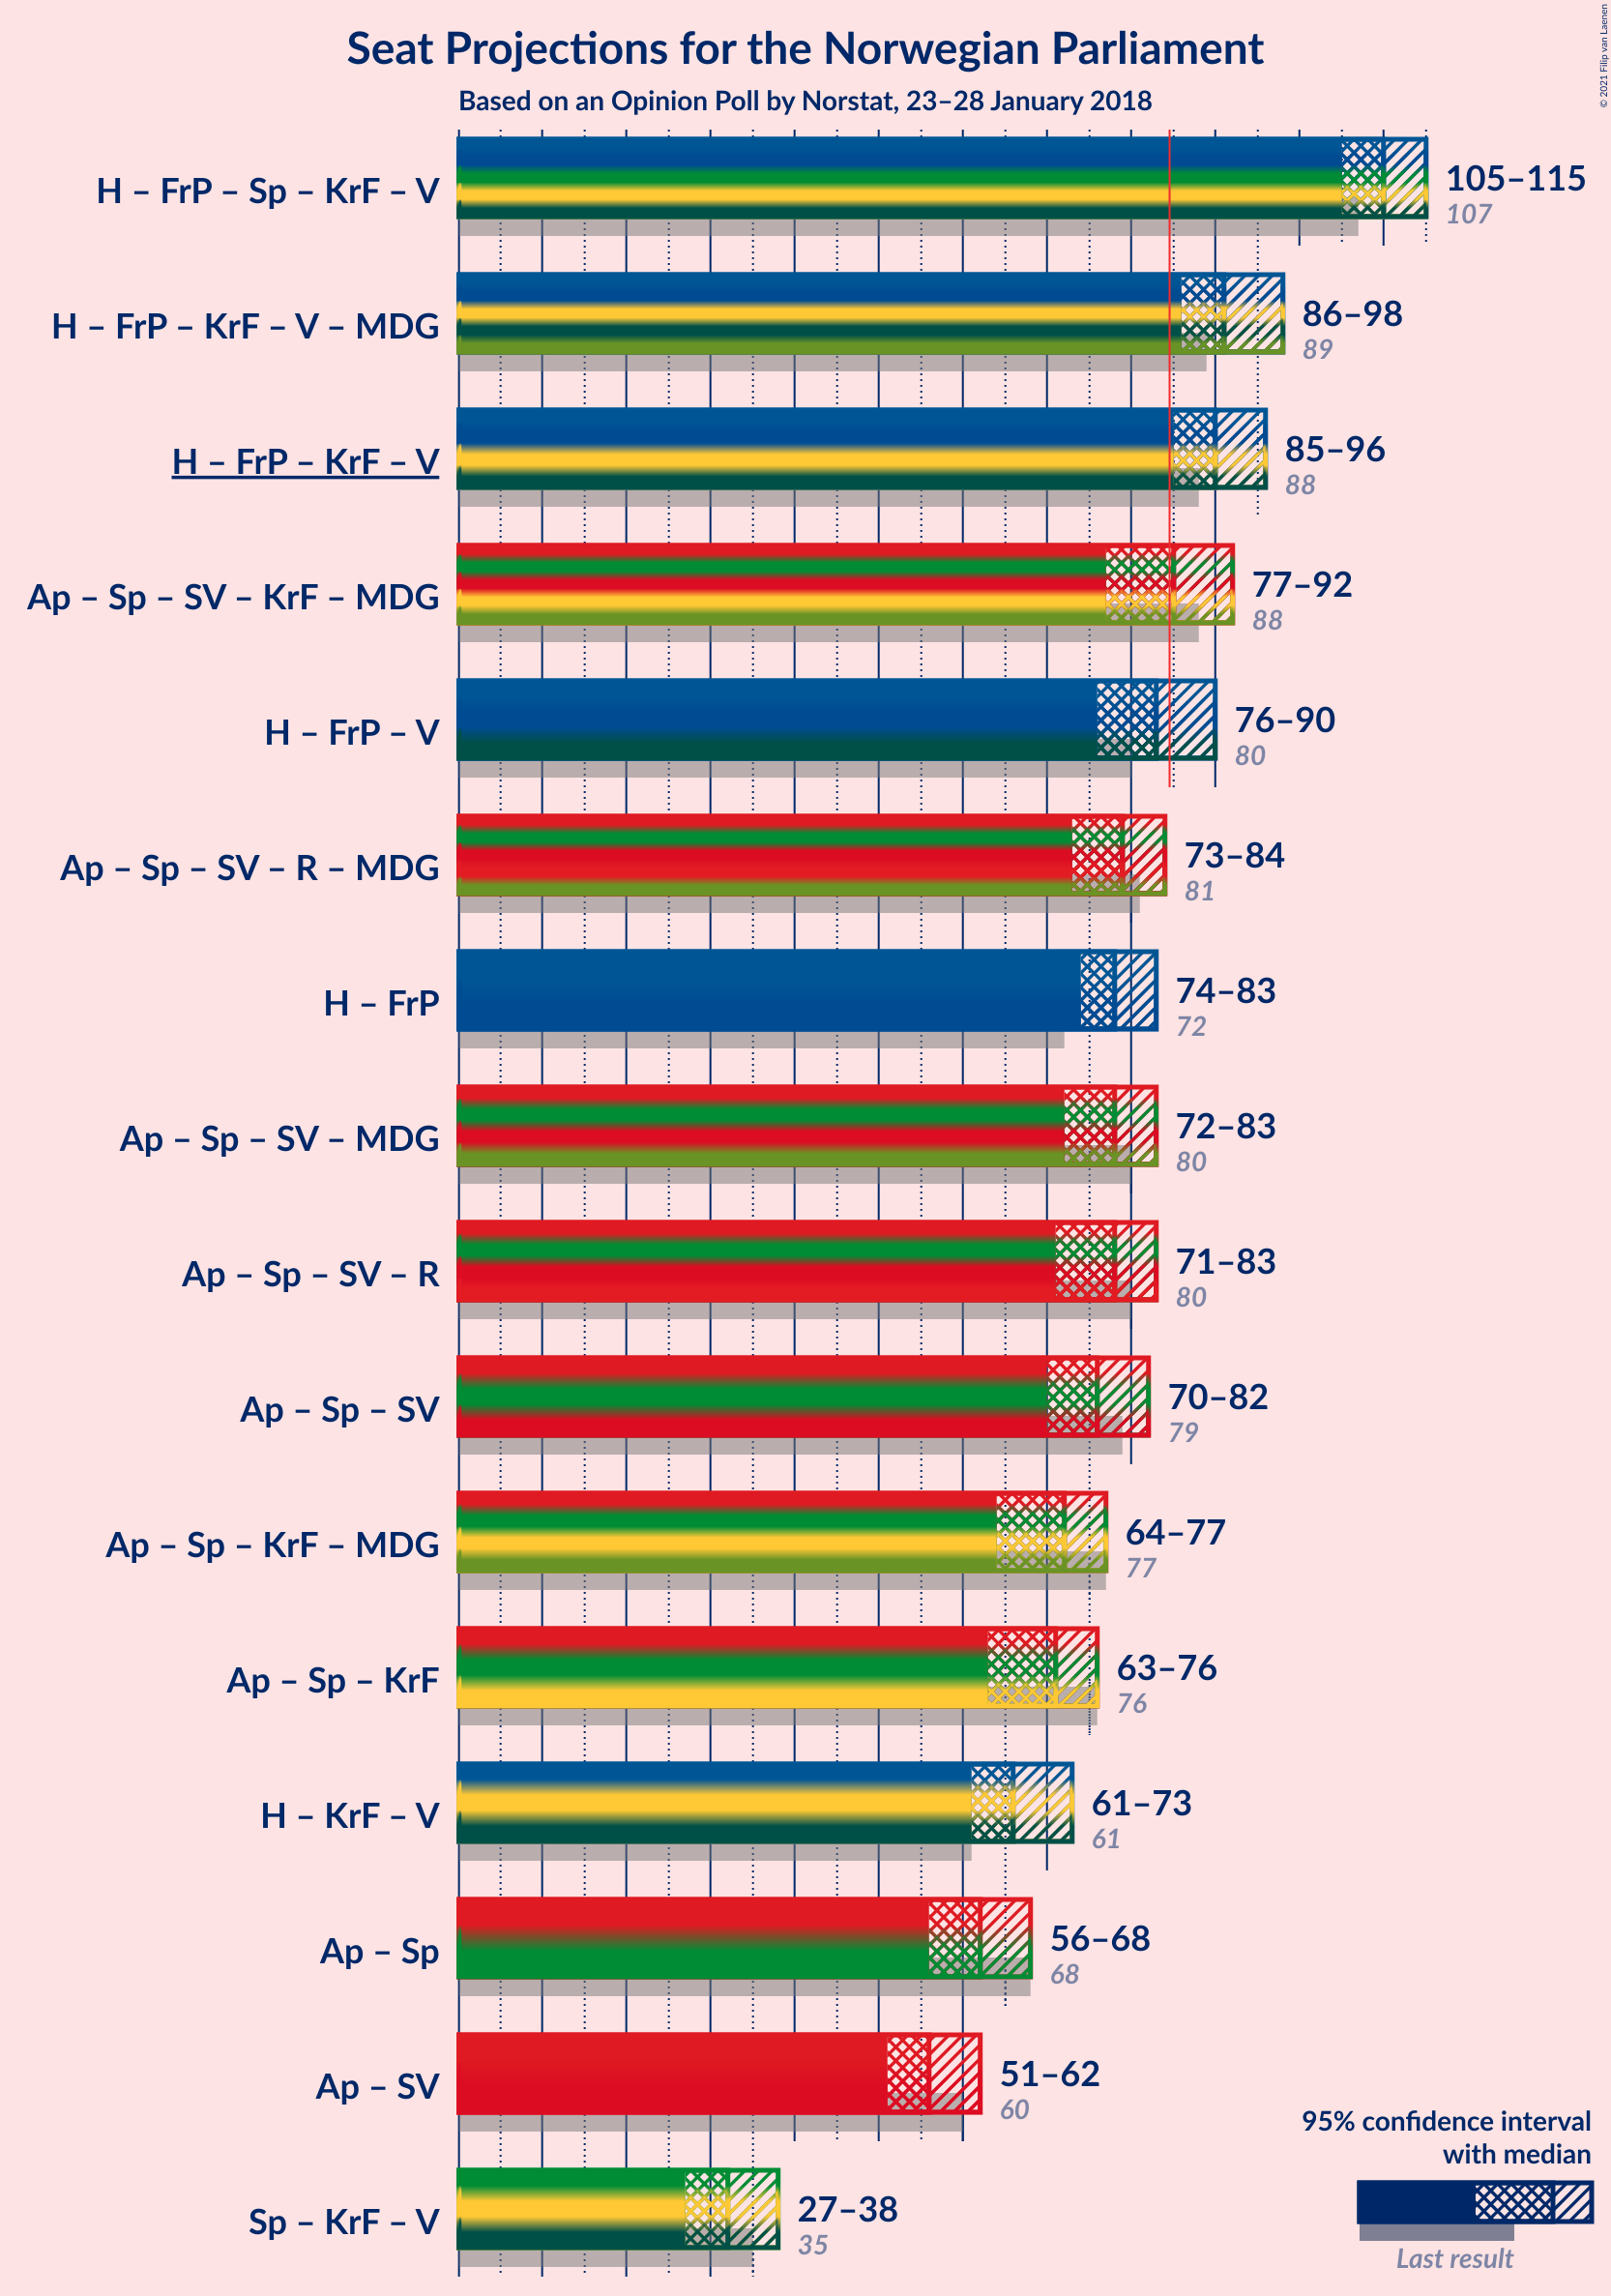 Seat Projections for the Norwegian Parliament
Based on an Opinion Poll by Norstat, 23–28 January 2018
© 2021 Filip van Laenen
H – FrP – Sp – KrF – V
105–115
107
H – FrP – KrF – V – MDG
86–98
89
H – FrP – KrF – V
85–96
88
Ap – Sp – SV – KrF – MDG
77–92
88
H – FrP – V
76–90
80
Ap – Sp – SV – R – MDG
73–84
81
H – FrP
74–83
72
Ap – Sp – SV – MDG
72–83
80
Ap – Sp – SV – R
71–83
80
Ap – Sp – SV
70–82
79
Ap – Sp – KrF – MDG
64–77
77
Ap – Sp – KrF
63–76
76
H – KrF – V
61–73
61
Ap – Sp
56–68
68
Ap – SV
51–62
60
Sp – KrF – V
27–38
35
95% confidence interval
with median
Last result